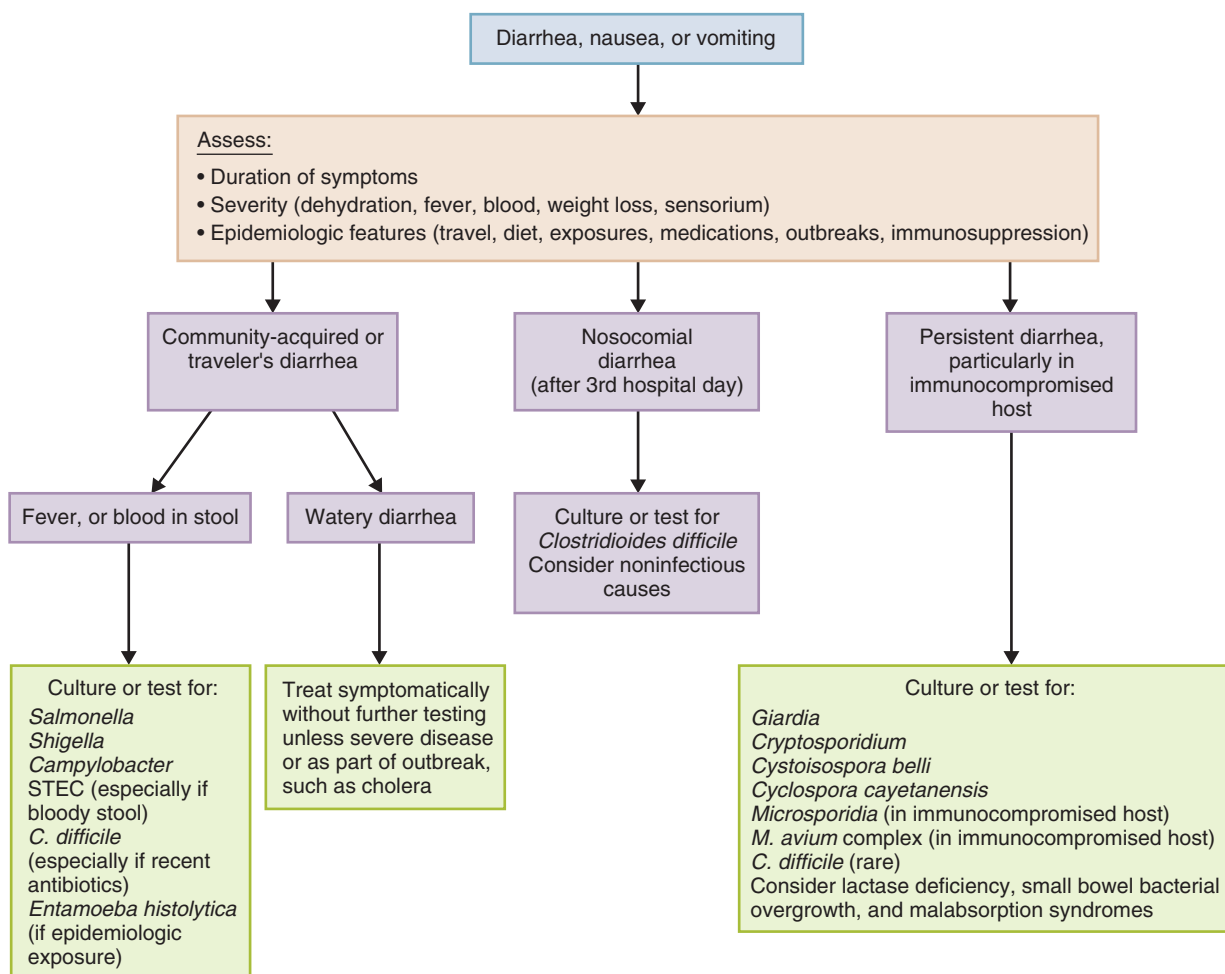 Diarrhea, nausea, or vomiting
Assess:
• Duration of symptoms
• Severity (dehydration, fever, blood, weight loss, sensorium)
• Epidemiologic features (travel, diet, exposures, medications, outbreaks, immunosuppression)
Community-acquired or
traveler's diarrhea
Nosocomial
diarrhea
(after 3rd hospital day)
Persistent diarrhea,
particularly in
immunocompromised
host
Fever, or blood in stool
Watery diarrhea
Culture or test for
Clostridioides difficile
Consider noninfectious
causes
Culture or test for:
Salmonella
Shigella
Campylobacter
STEC (especially if
bloody stool)
C. difficile
(especially if recent
antibiotics)
Entamoeba histolytica
(if epidemiologic
exposure)
Treat symptomatically
without further testing
unless severe disease
or as part of outbreak,
such as cholera
Culture or test for:
Giardia
Cryptosporidium
Cystoisospora belli
Cyclospora cayetanensis
Microsporidia (in immunocompromised host)
M. avium complex (in immunocompromised host)
C. difficile (rare)
Consider lactase deficiency, small bowel bacterial
overgrowth, and malabsorption syndromes